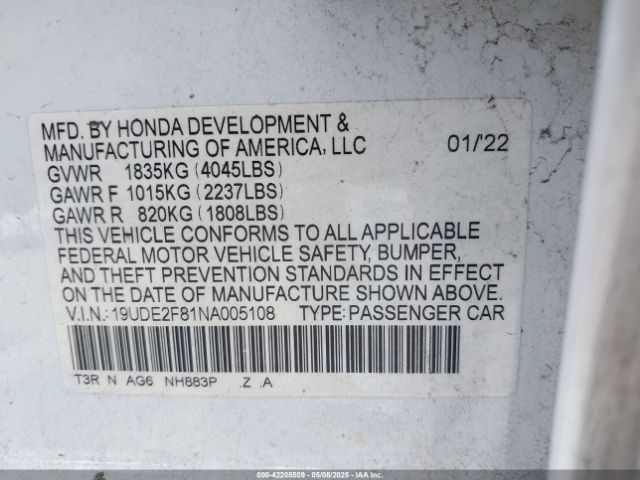 MFD. BY HONDA DEVELOPMENT &
MANUFACTURING OF AMERICA, LLC 01/'22
GVWR 1835KG (4045LBS)
GAWR F 1015KG (2237LBS)
GAWR R 820KG (1808LBS)
THIS VEHICLE CONFORMS TO ALL APPLICABLE
FEDERAL MOTOR VEHICLE SAFETY, BUMPER,
AND THEFT PREVENTION STANDARDS IN EFFECT
ON THE DATE OF MANUFACTURE SHOWN ABOVE.
V.I.N.:19UDE2F81NA005108 TYPE:PASSENGER CAR
T3R N AG6 NH883P .Z .A
000-42208509 - 05/08/2025 - IAA Inc.